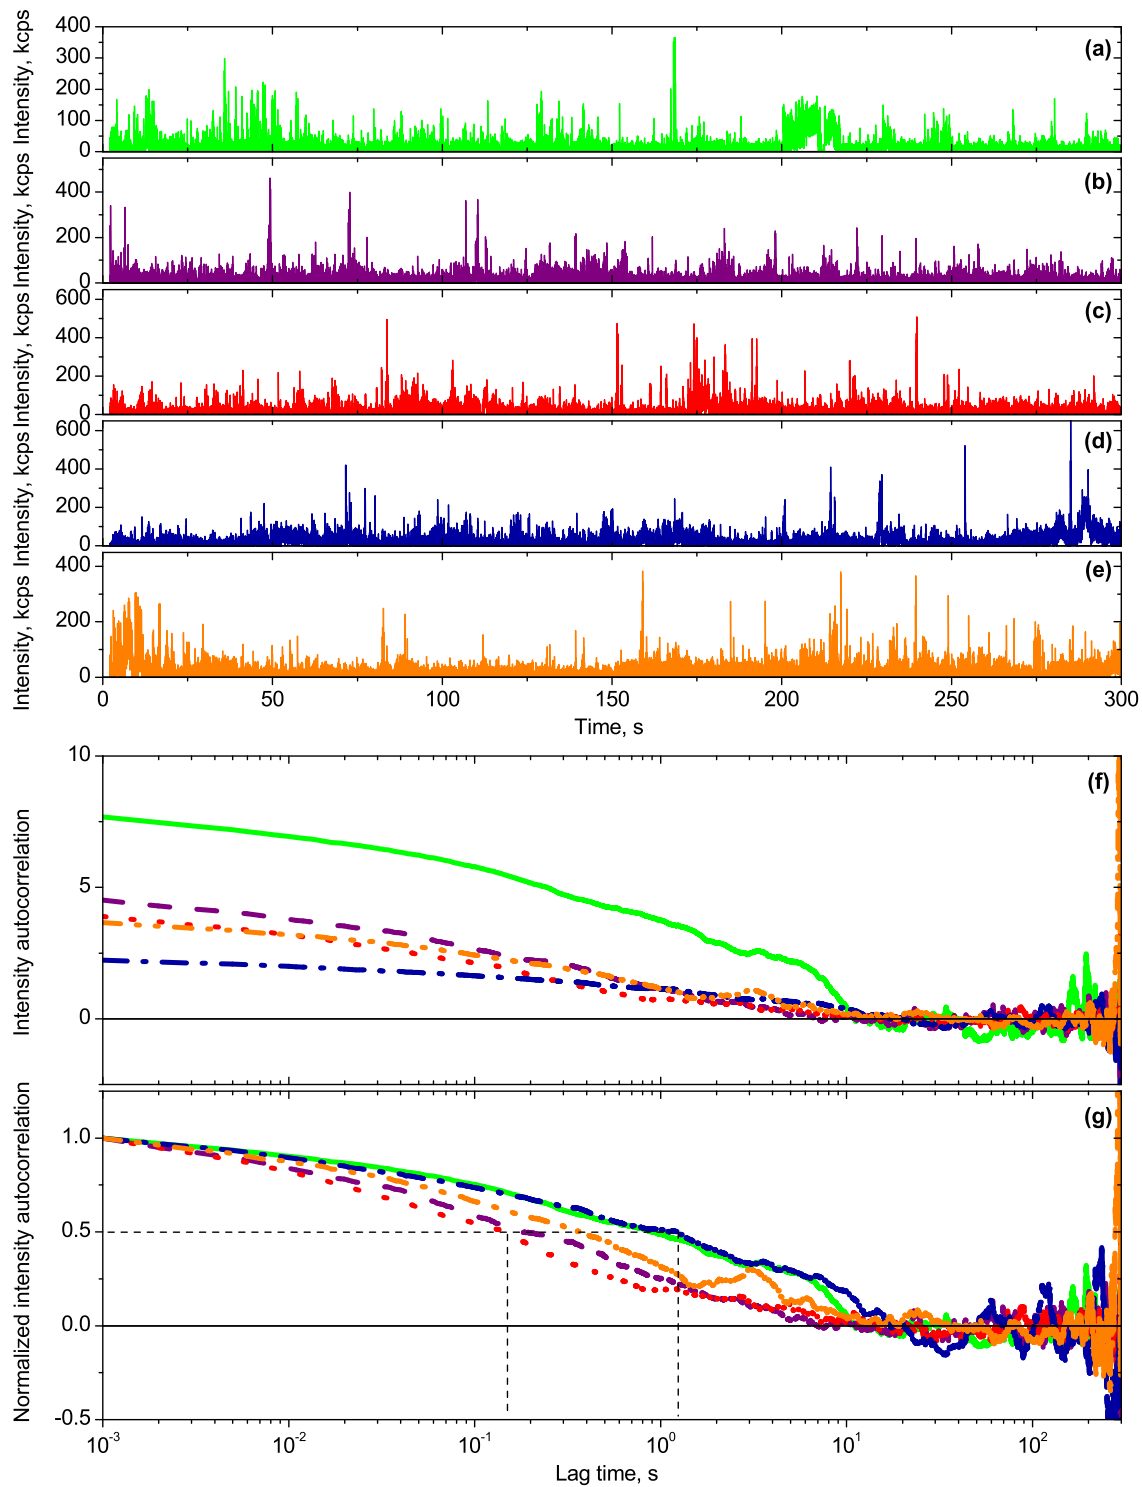 Intensity, kcps
400
300
200
100
0
(a)
Intensity, kcps
400
200
0
(b)
Intensity, kcps
600
400
200
0
(c)
Intensity, kcps
600
400
200
0
(d)
Intensity, kcps
400
200
0
(e)
0 50 100 150 200 250 300
Time, s
Intensity autocorrelation
10
5
0
(f)
Normalized intensity autocorrelation
1.0
0.5
0.0
-0.5
(g)
10⁻³ 10⁻² 10⁻¹ 10⁰ 10¹ 10²
Lag time, s